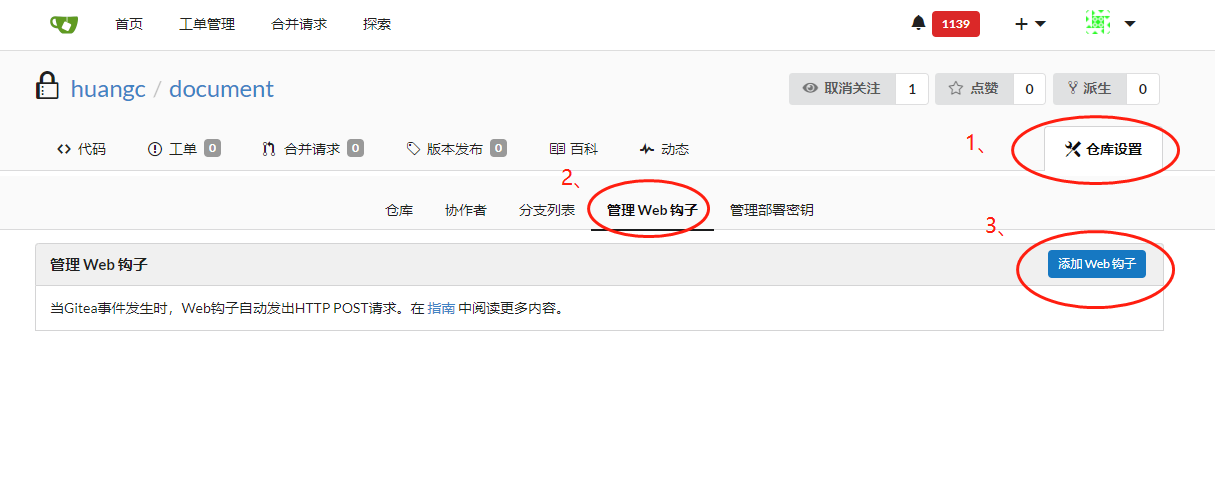 首页 工单管理 合并请求 探索 1139
huangc / document 取消关注 1 点赞 0 派生 0
代码 工单 0 合并请求 0 版本发布 0 百科 动态 1、 仓库设置
2、
仓库 协作者 分支列表 管理 Web 钩子 管理部署密钥
3、
管理 Web 钩子 添加 Web 钩子
当Gitea事件发生时，Web钩子自动发出HTTP POST请求。在 指南 中阅读更多内容。